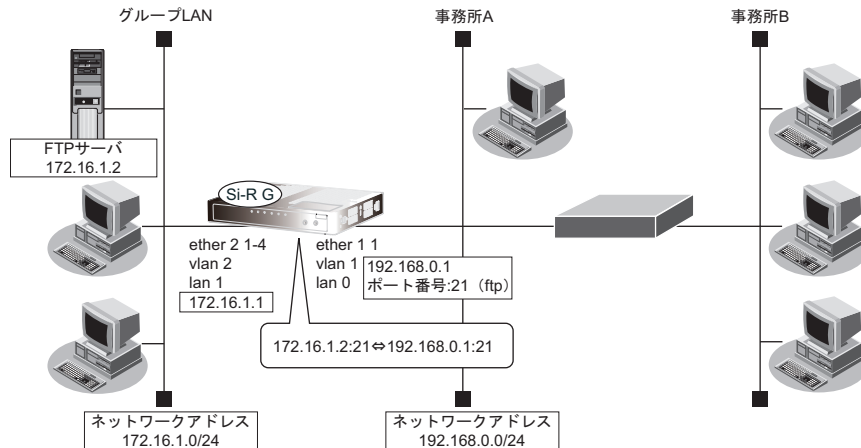 グループLAN
事務所A
事務所B
FTPサーバ
172.16.1.2
Si-R G
ether 2 1-4
vlan 2
lan 1
172.16.1.1
ether 1 1
vlan 1
lan 0
192.168.0.1
ポート番号:21（ftp）
172.16.1.2:21⇔192.168.0.1:21
ネットワークアドレス
172.16.1.0/24
ネットワークアドレス
192.168.0.0/24